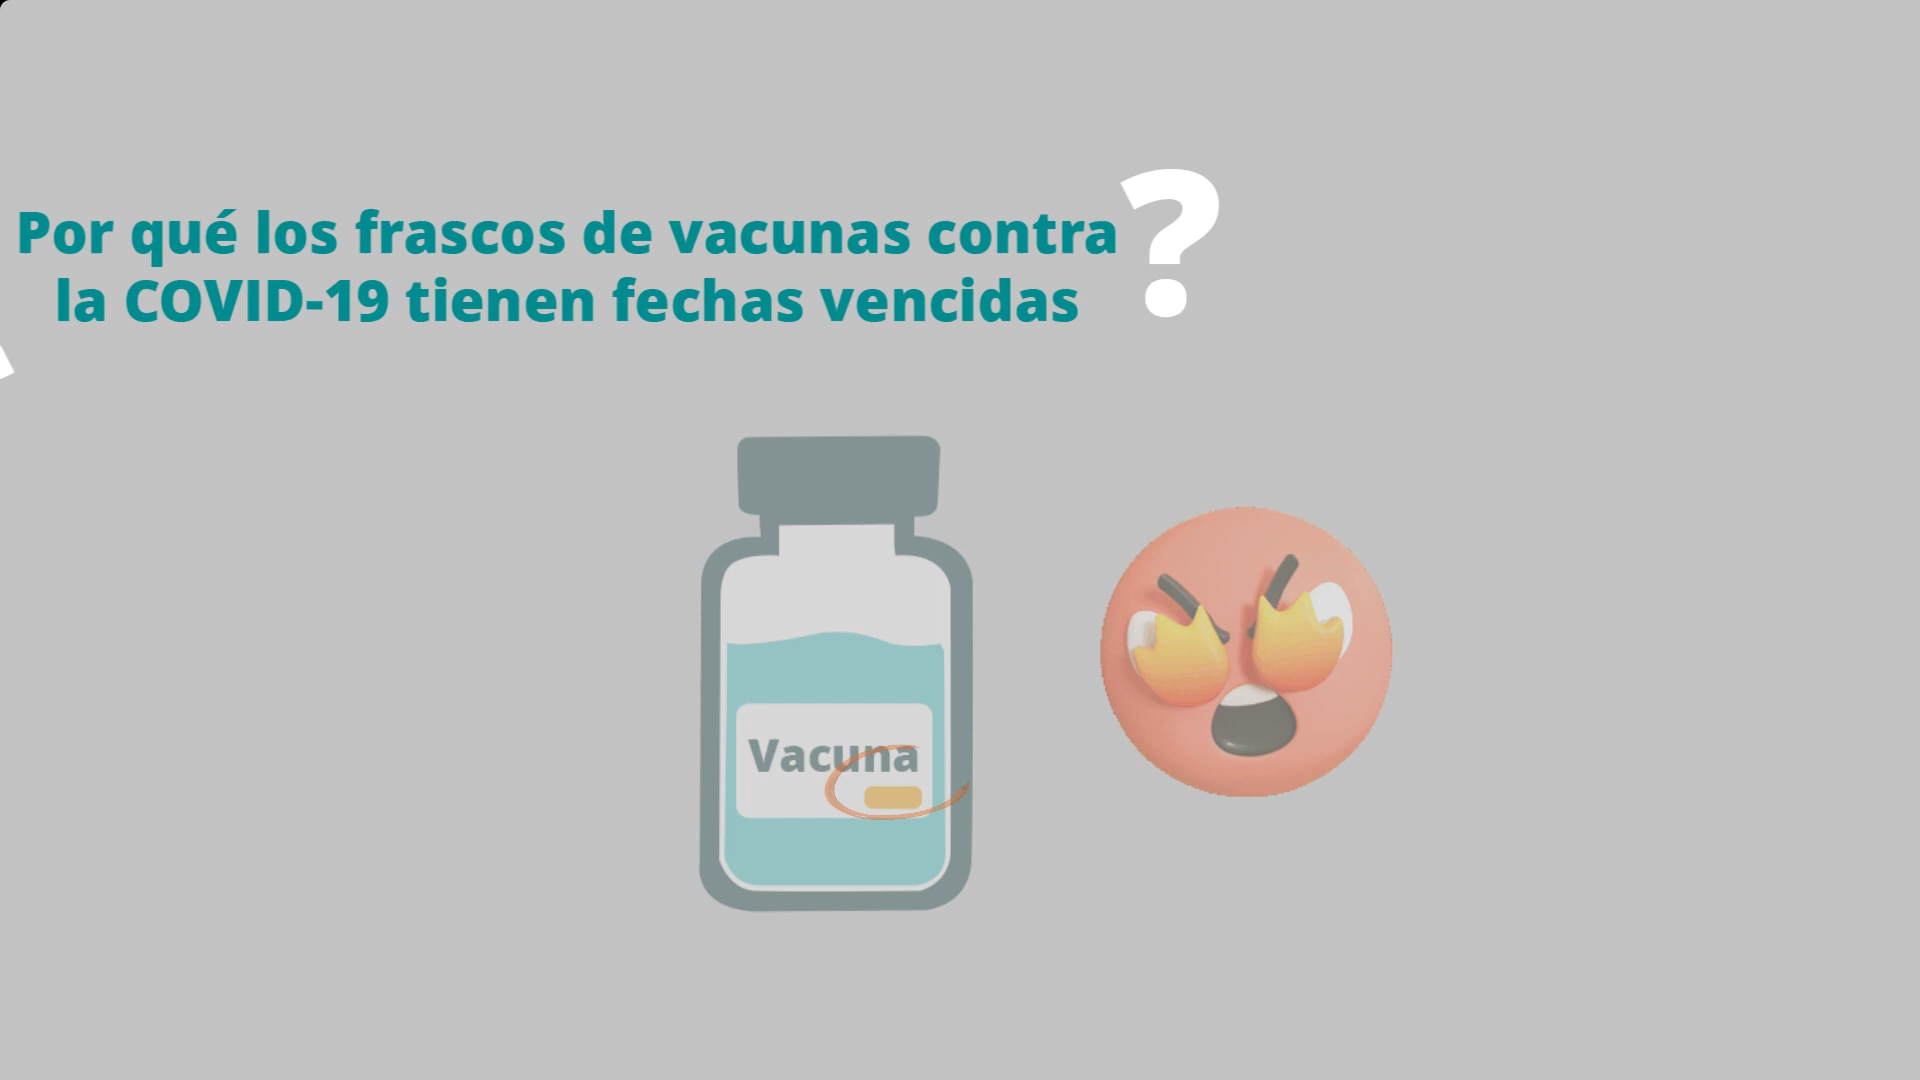 Por qué los frascos de vacunas contra
la COVID-19 tienen fechas vencidas
?
Vacuna